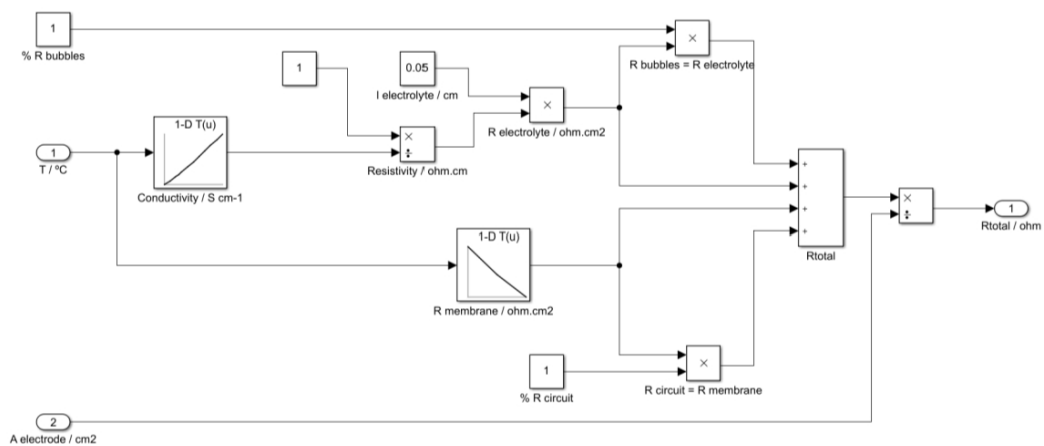 1
% R bubbles
×
R bubbles = R electrolyte
1
0.05
I electrolyte / cm
×
R electrolyte / ohm.cm2
1-D T(u)
Conductivity / S cm-1
1
T / ºC
×
÷
Resistivity / ohm.cm
+
+
+
+
Rtotal
×
÷
1
Rtotal / ohm
1-D T(u)
R membrane / ohm.cm2
1
% R circuit
×
R circuit = R membrane
2
A electrode / cm2